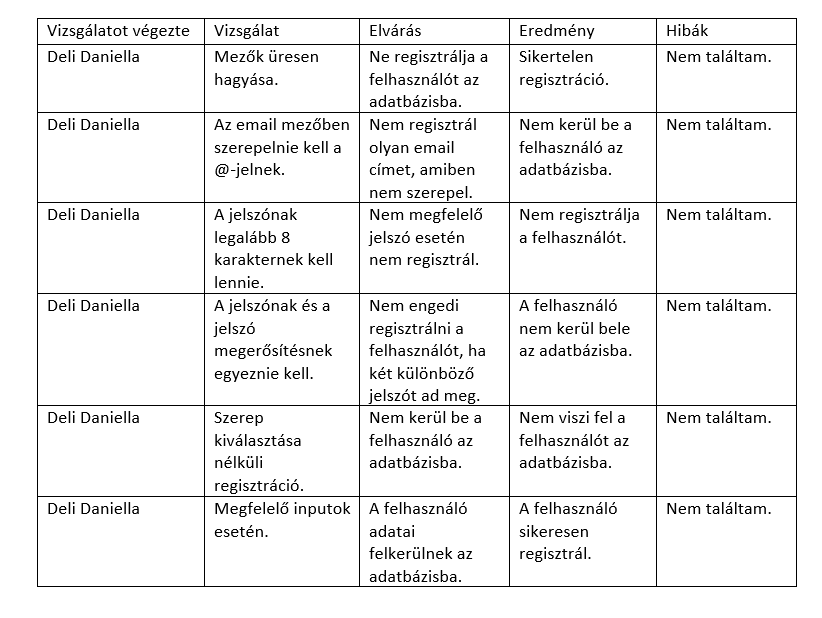 Vizsgálatot végezte Vizsgálat Elvárás Eredmény Hibák
Deli Daniella Mezők üresen Ne regisztrálja a Sikertelen Nem találtam.
hagyása. felhasználót az regisztráció.
adatbázisba.
Deli Daniella Az email mezőben Nem regisztrál Nem kerül be a Nem találtam.
szerepelnie kell a olyan email felhasználó az
@-jelnek. címet, amiben adatbázisba.
nem szerepel.
Deli Daniella A jelszónak Nem megfelelő Nem regisztrálja Nem találtam.
legalább 8 jelszó esetén a felhasználót.
karakternek kell nem regisztrál.
lennie.
Deli Daniella A jelszónak és a Nem engedi A felhasználó Nem találtam.
jelszó regisztrálni a nem kerül bele
megerősítésnek felhasználót, ha az adatbázisba.
egyeznie kell. két különböző
jelszót ad meg.
Deli Daniella Szerep Nem kerül be a Nem viszi fel a Nem találtam.
kiválasztása felhasználó az felhasználót az
nélküli adatbázisba. adatbázisba.
regisztráció.
Deli Daniella Megfelelő inputok A felhasználó A felhasználó Nem találtam.
esetén. adatai sikeresen
felkerülnek az regisztrál.
adatbázisba.